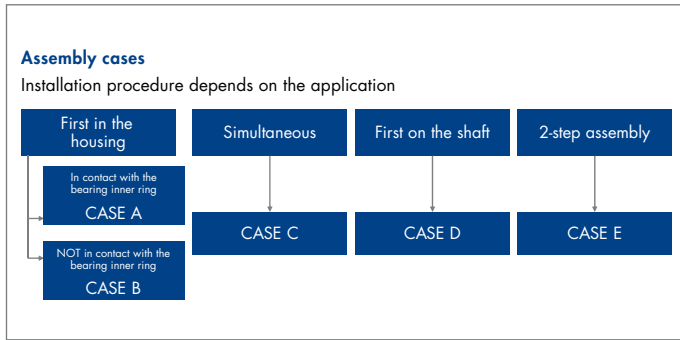 Assembly cases
Installation procedure depends on the application
First in the
housing
Simultaneous
First on the shaft
2-step assembly
In contact with the
bearing inner ring
CASE A
NOT in contact with the
bearing inner ring
CASE B
CASE C
CASE D
CASE E